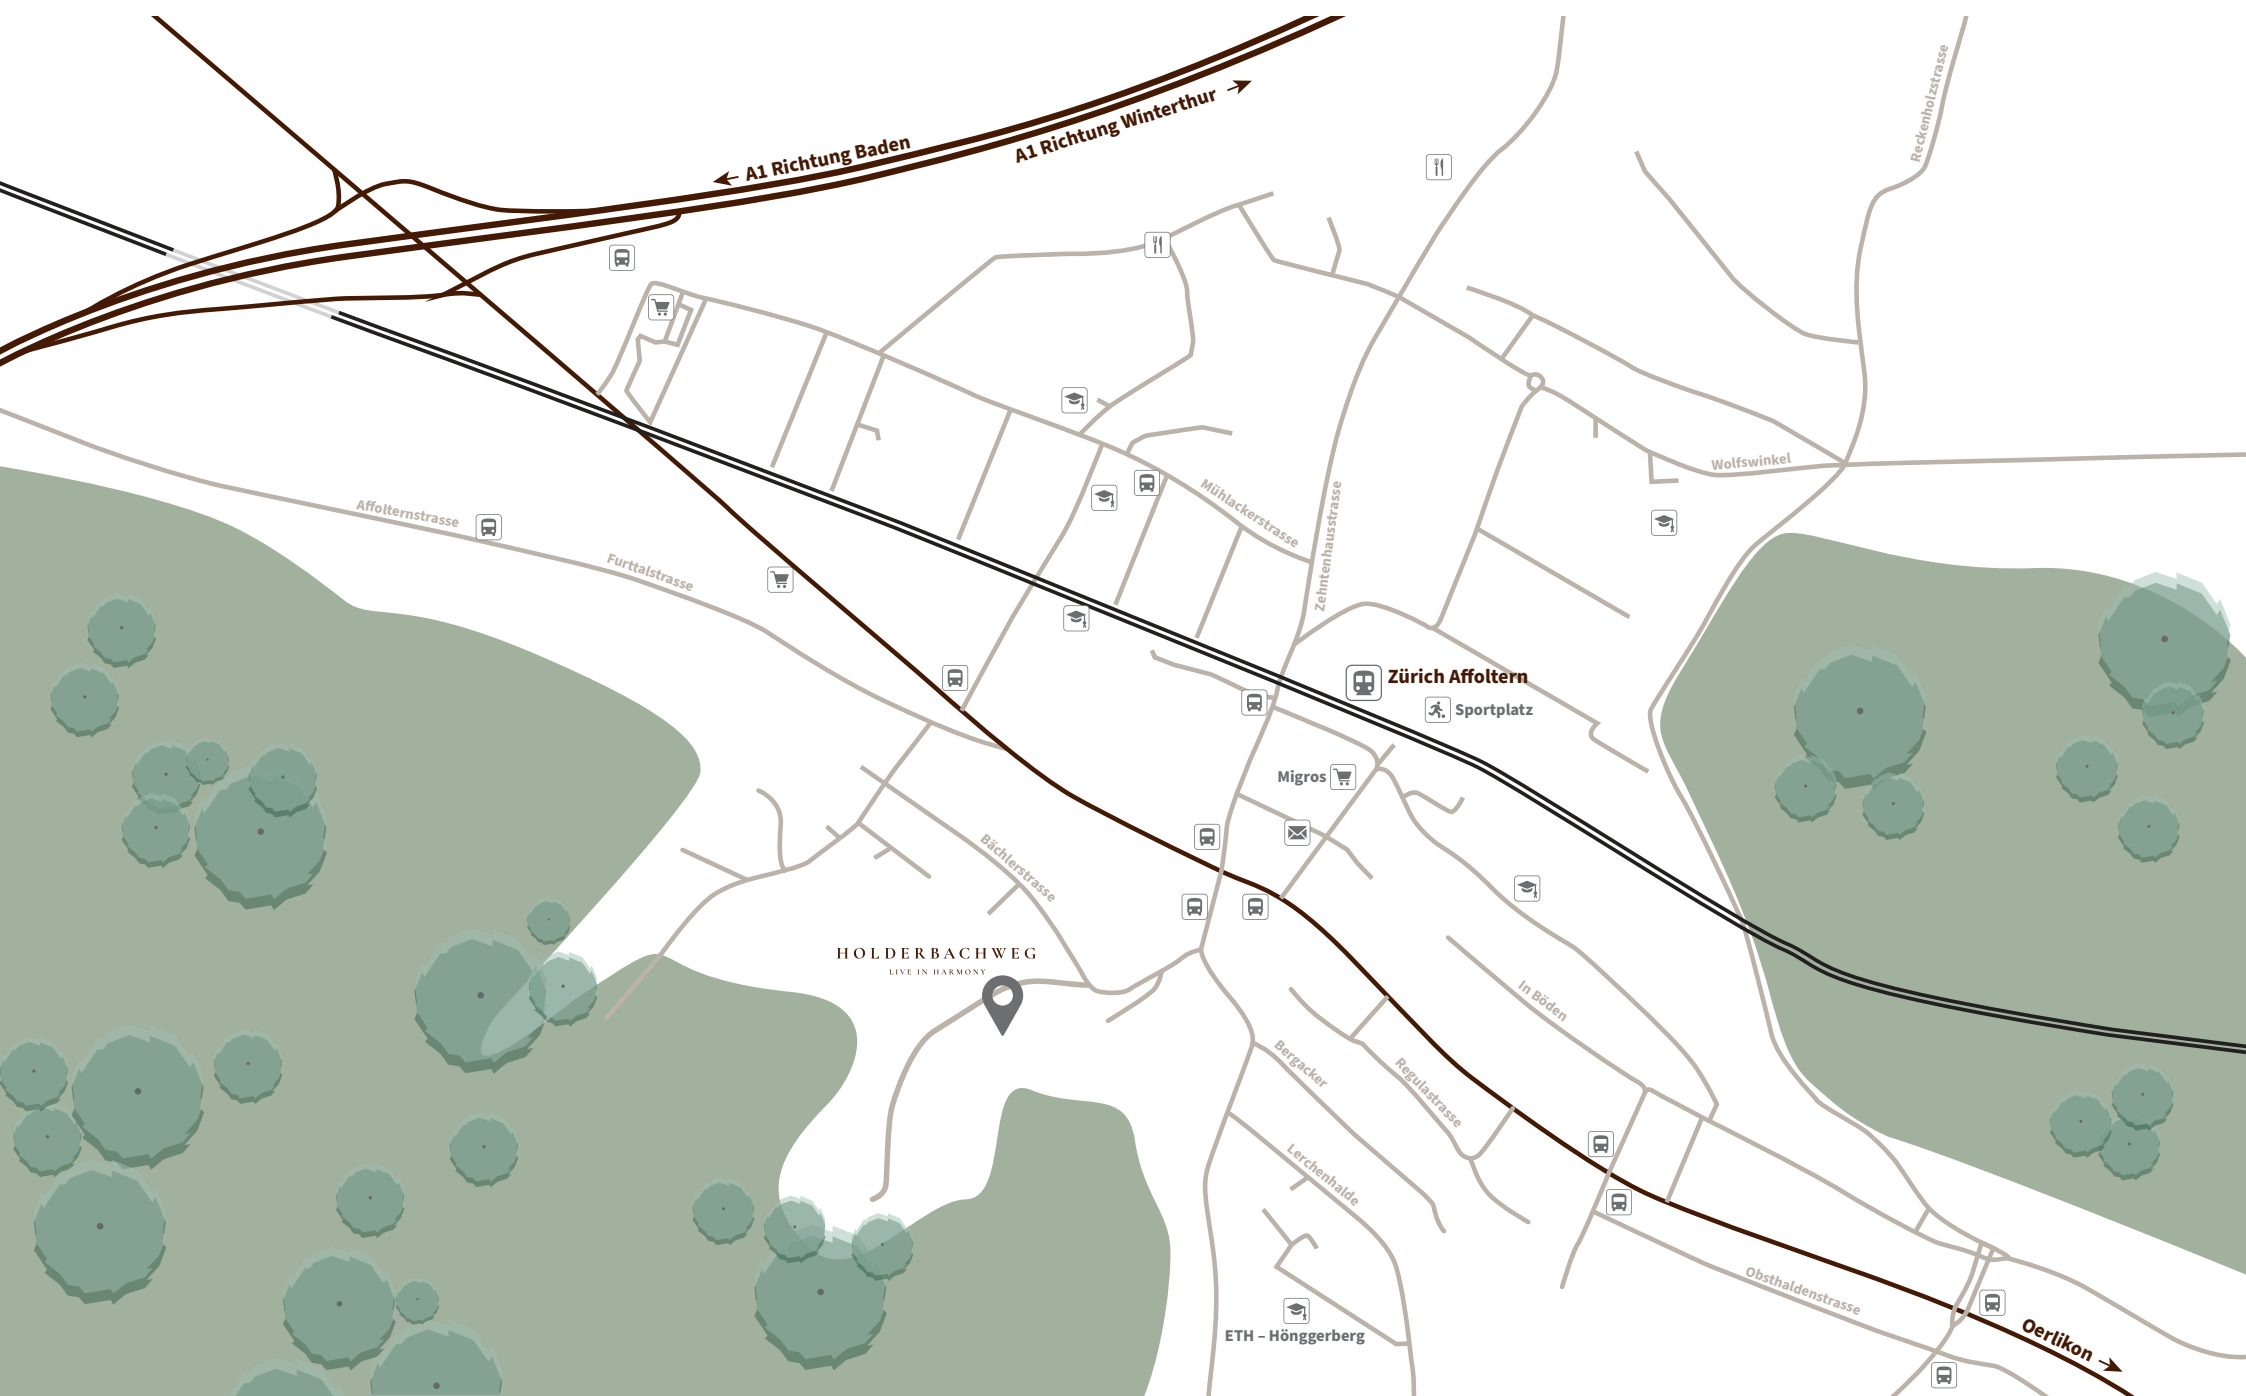 Reckenholzstrasse
A1 Richtung Baden
A1 Richtung Winterthur
Wolfswinkel
Mühlackerstrasse
Zehntenhausstrasse
Affolternstrasse
Furttalstrasse
Zürich Affoltern
Sportplatz
Migros
Bächlerstrasse
HOLDERBACHWEG
LIVE IN HARMONY
In Böden
Bergacker
Regulastrasse
Lerchenhalde
Obsthaldenstrasse
ETH – Hönggerberg
Oerlikon